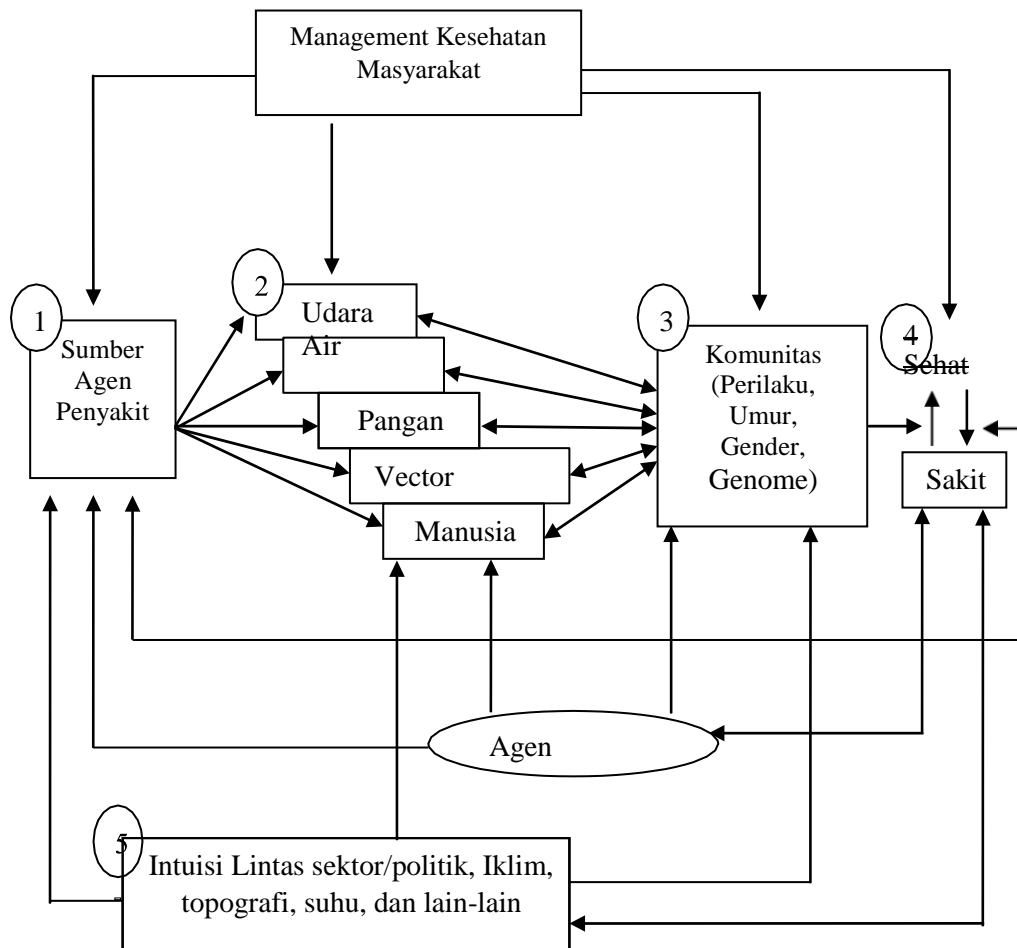 Management Kesehatan
Masyarakat
1
Sumber
Agen
Penyakit
2
Udara
Air
Pangan
Vector
Manusia
3
Komunitas
(Perilaku,
Umur,
Gender,
Genome)
4
Sehat
Sakit
Agen
5
Intuisi Lintas sektor/politik, Iklim,
topografi, suhu, dan lain-lain